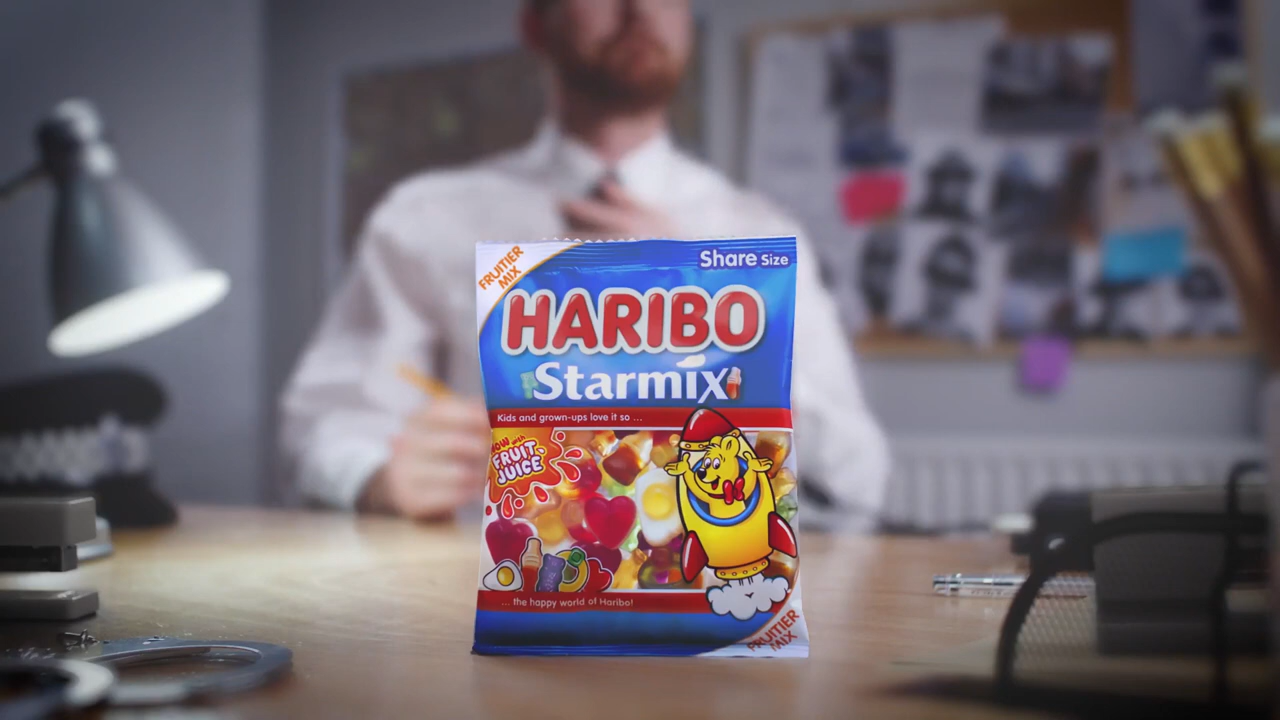 FRUITIER
MIX
Share Size
HARIBO
Starmix
Kids and grown-ups love it so ...
NOW with
FRUIT
JUICE
... the happy world of Haribo!
FRUITIER
MIX